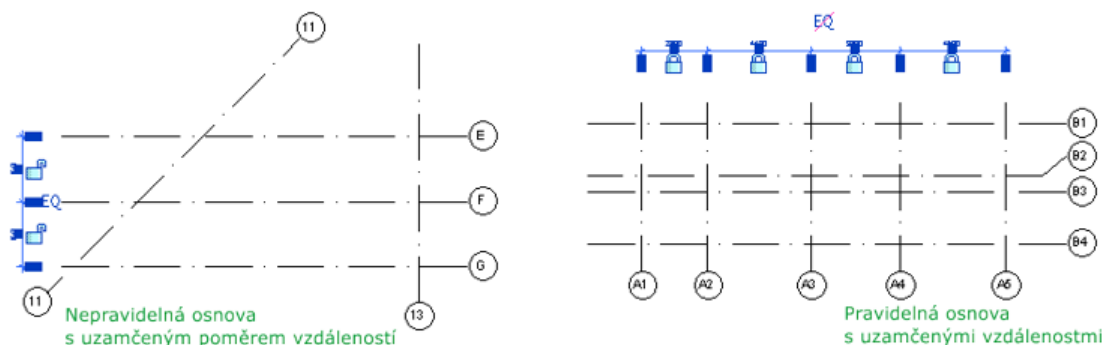 11
EQ
E
B1
B2
EQ
F
B3
G
B4
A1
A2
A3
A4
A5
11
13
Nepravidelná osnova
s uzamčeným poměrem vzdáleností
Pravidelná osnova
s uzamčenými vzdálenostmi